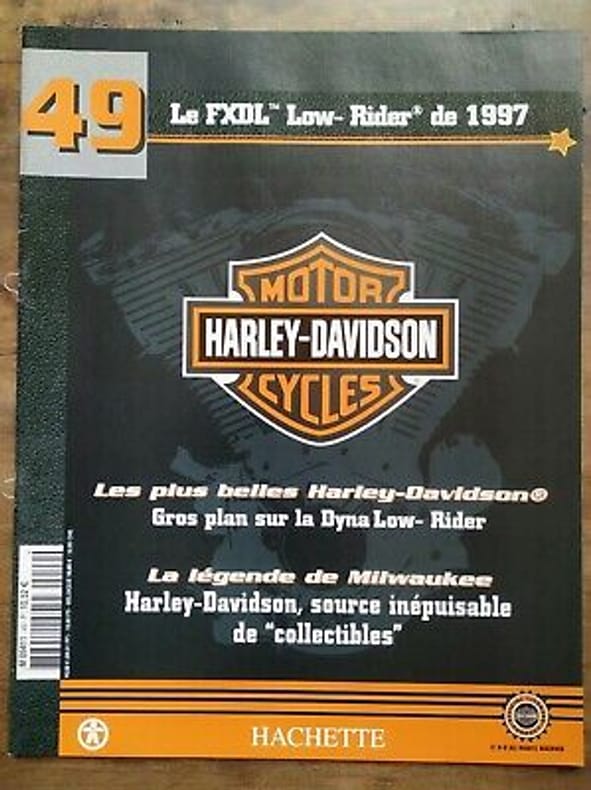 49
Le FXDL™ Low- Rider® de 1997
MOTOR
HARLEY-DAVIDSON
CYCLES
Les plus belles Harley-Davidson®
Gros plan sur la Dyna Low- Rider
La légende de Milwaukee
Harley-Davidson, source inépuisable
de "collectibles"
HACHETTE